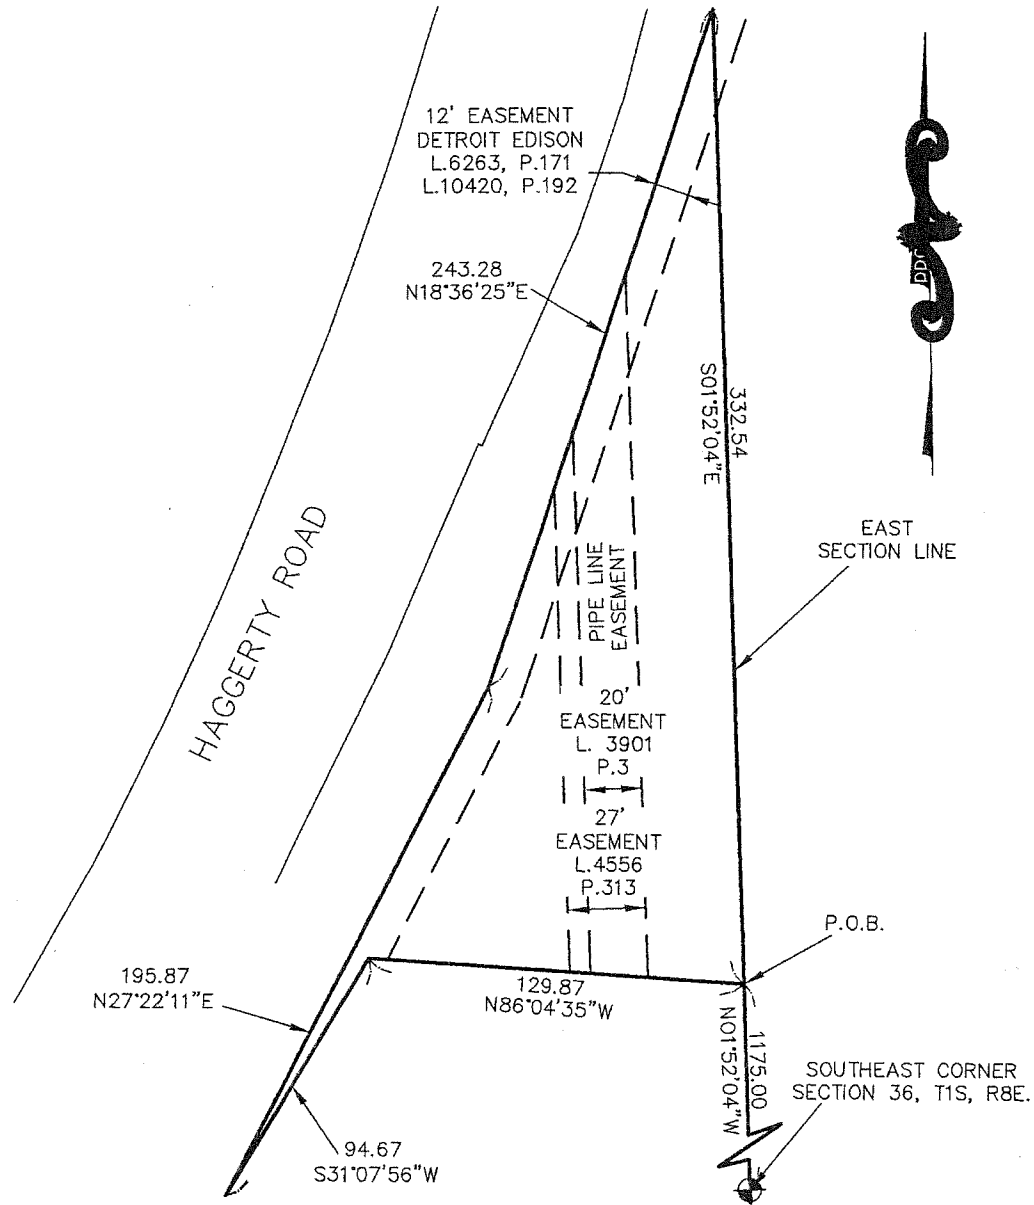 12' EASEMENT
DETROIT EDISON
L.6263, P.171
L.10420, P.192
243.28
N18°36'25"E
332.54
S01°52'04"E
EAST
SECTION LINE
HAGGERTY ROAD
PIPE LINE
EASEMENT
20'
EASEMENT
L. 3901
P.3
27'
EASEMENT
L.4556
P.313
P.O.B.
195.87
N27°22'11"E
129.87
N86°04'35"W
1175.00
N01°52'04"W
SOUTHEAST CORNER
SECTION 36, T1S, R8E.
94.67
S31°07'56"W